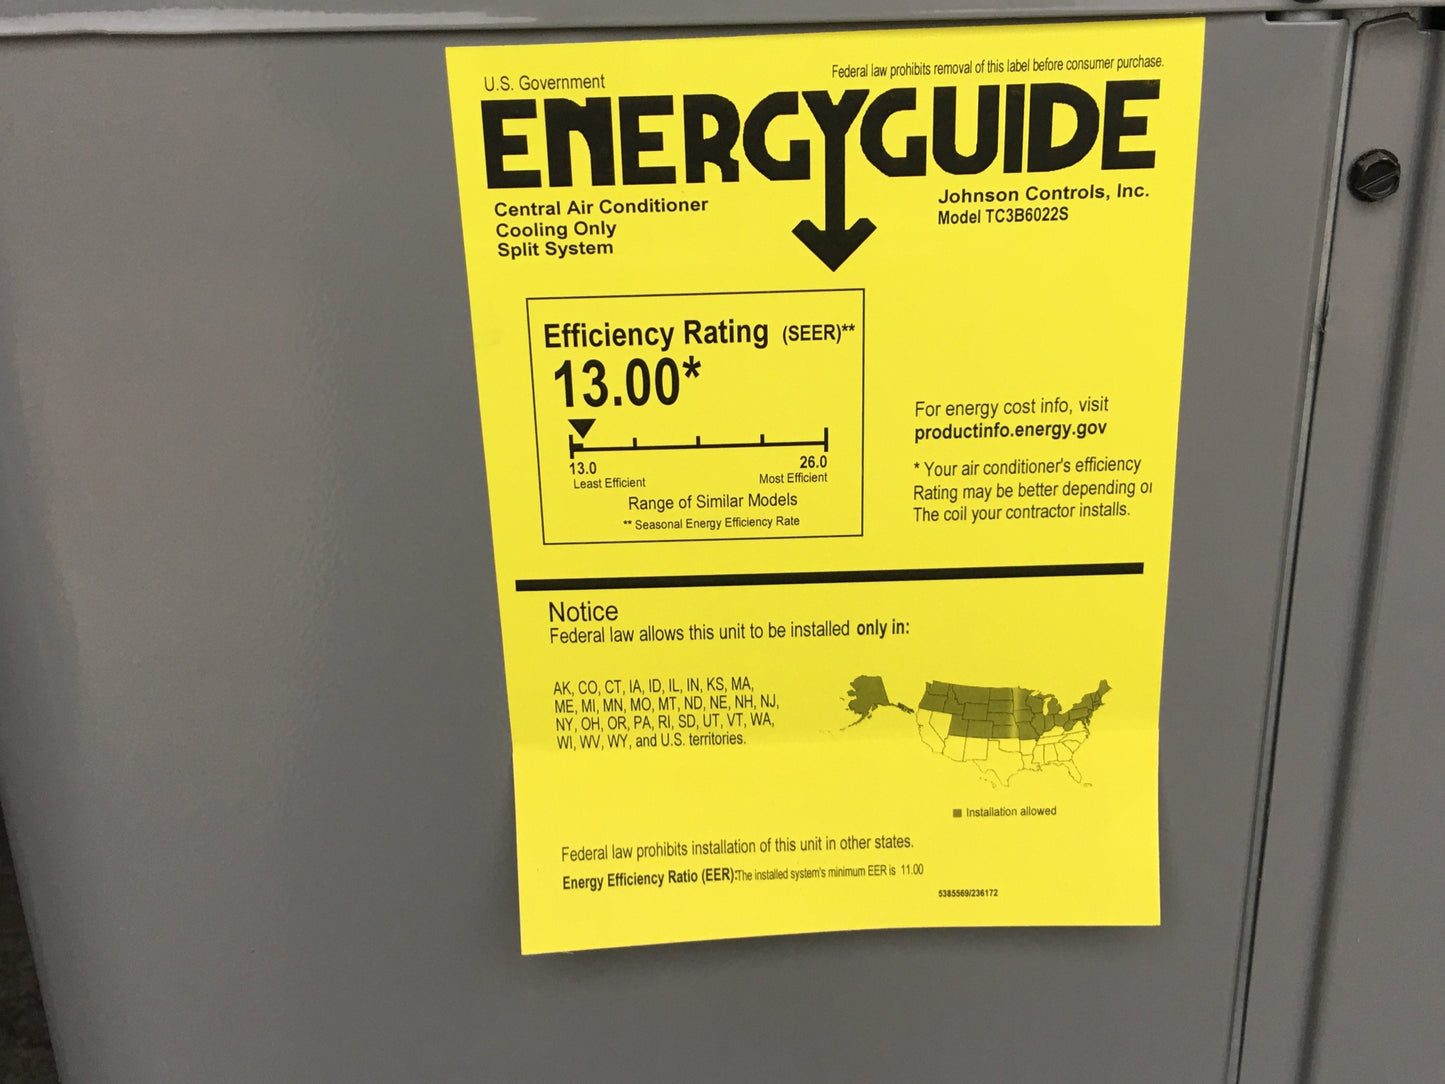 U.S. Government
Federal law prohibits removal of this label before consumer purchase.
ENERGYGUIDE
Central Air Conditioner
Cooling Only
Split System
Johnson Controls, Inc.
Model TC3B6022S
Efficiency Rating (SEER)**
13.00*
13.0
26.0
Least Efficient
Most Efficient
Range of Similar Models
** Seasonal Energy Efficiency Rate
For energy cost info, visit
productinfo.energy.gov
* Your air conditioner's efficiency
Rating may be better depending
The coil your contractor installs.
Notice
Federal law allows this unit to be installed only in:
AK, CO, CT, IA, ID, IL, IN, KS, MA,
ME, MI, MN, MO, MT, ND, NE, NH, NJ,
NY, OH, OR, PA, RI, SD, UT, VT, WA,
WI, WV, WY, and U.S. territories.
Installation allowed
Federal law prohibits installation of this unit in other states.
Energy Efficiency Ratio (EER):The installed system's minimum EER is 11.00
5385569/236172